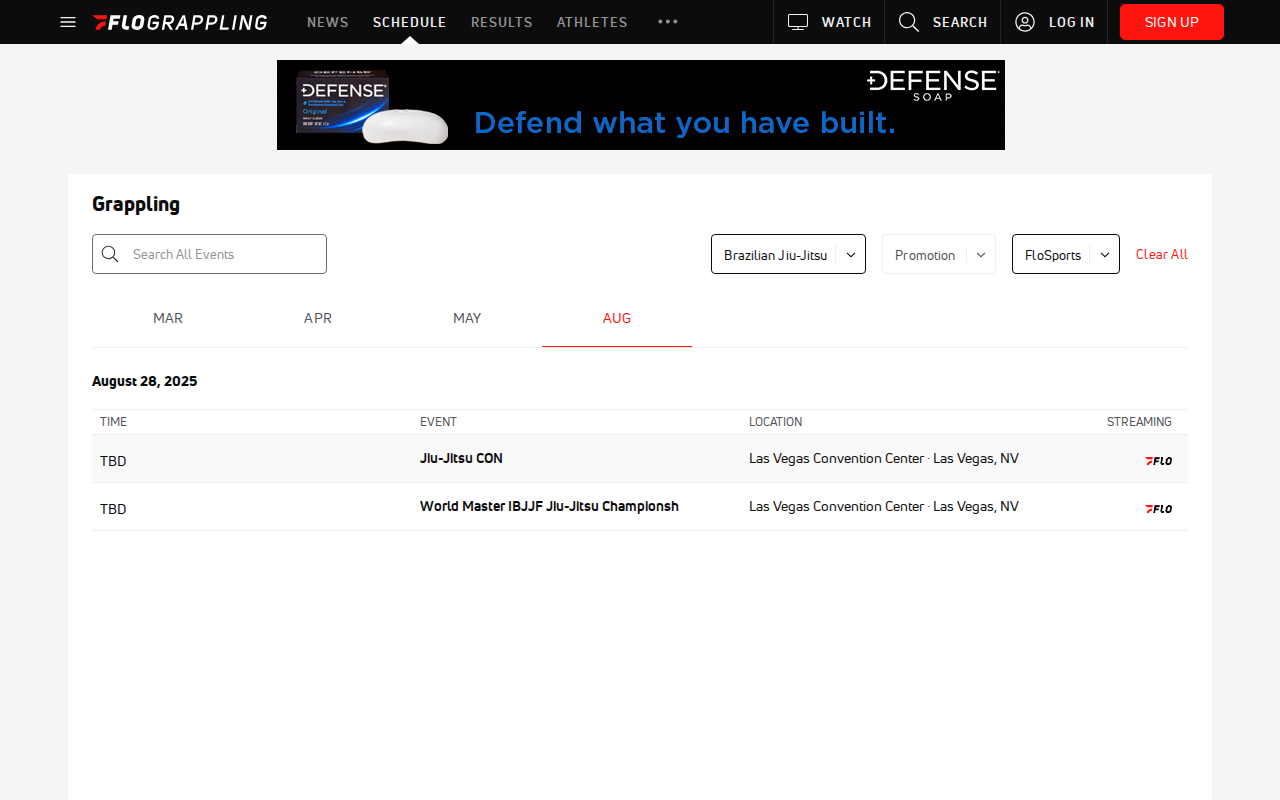 FLOGRAPPLING NEWS SCHEDULE RESULTS ATHLETES WATCH SEARCH LOG IN SIGN UP
DEFENSE
DEFENSE
SOAP
DEFENSE
Original
Defend what you have built.
Grappling
Search All Events Brazilian Jiu-Jitsu Promotion FloSports Clear All
MAR APR MAY AUG
August 28, 2025
TIME EVENT LOCATION STREAMING
TBD Jiu-Jitsu CON Las Vegas Convention Center · Las Vegas, NV FLO
TBD World Master IBJJF Jiu-Jitsu Championsh Las Vegas Convention Center · Las Vegas, NV FLO